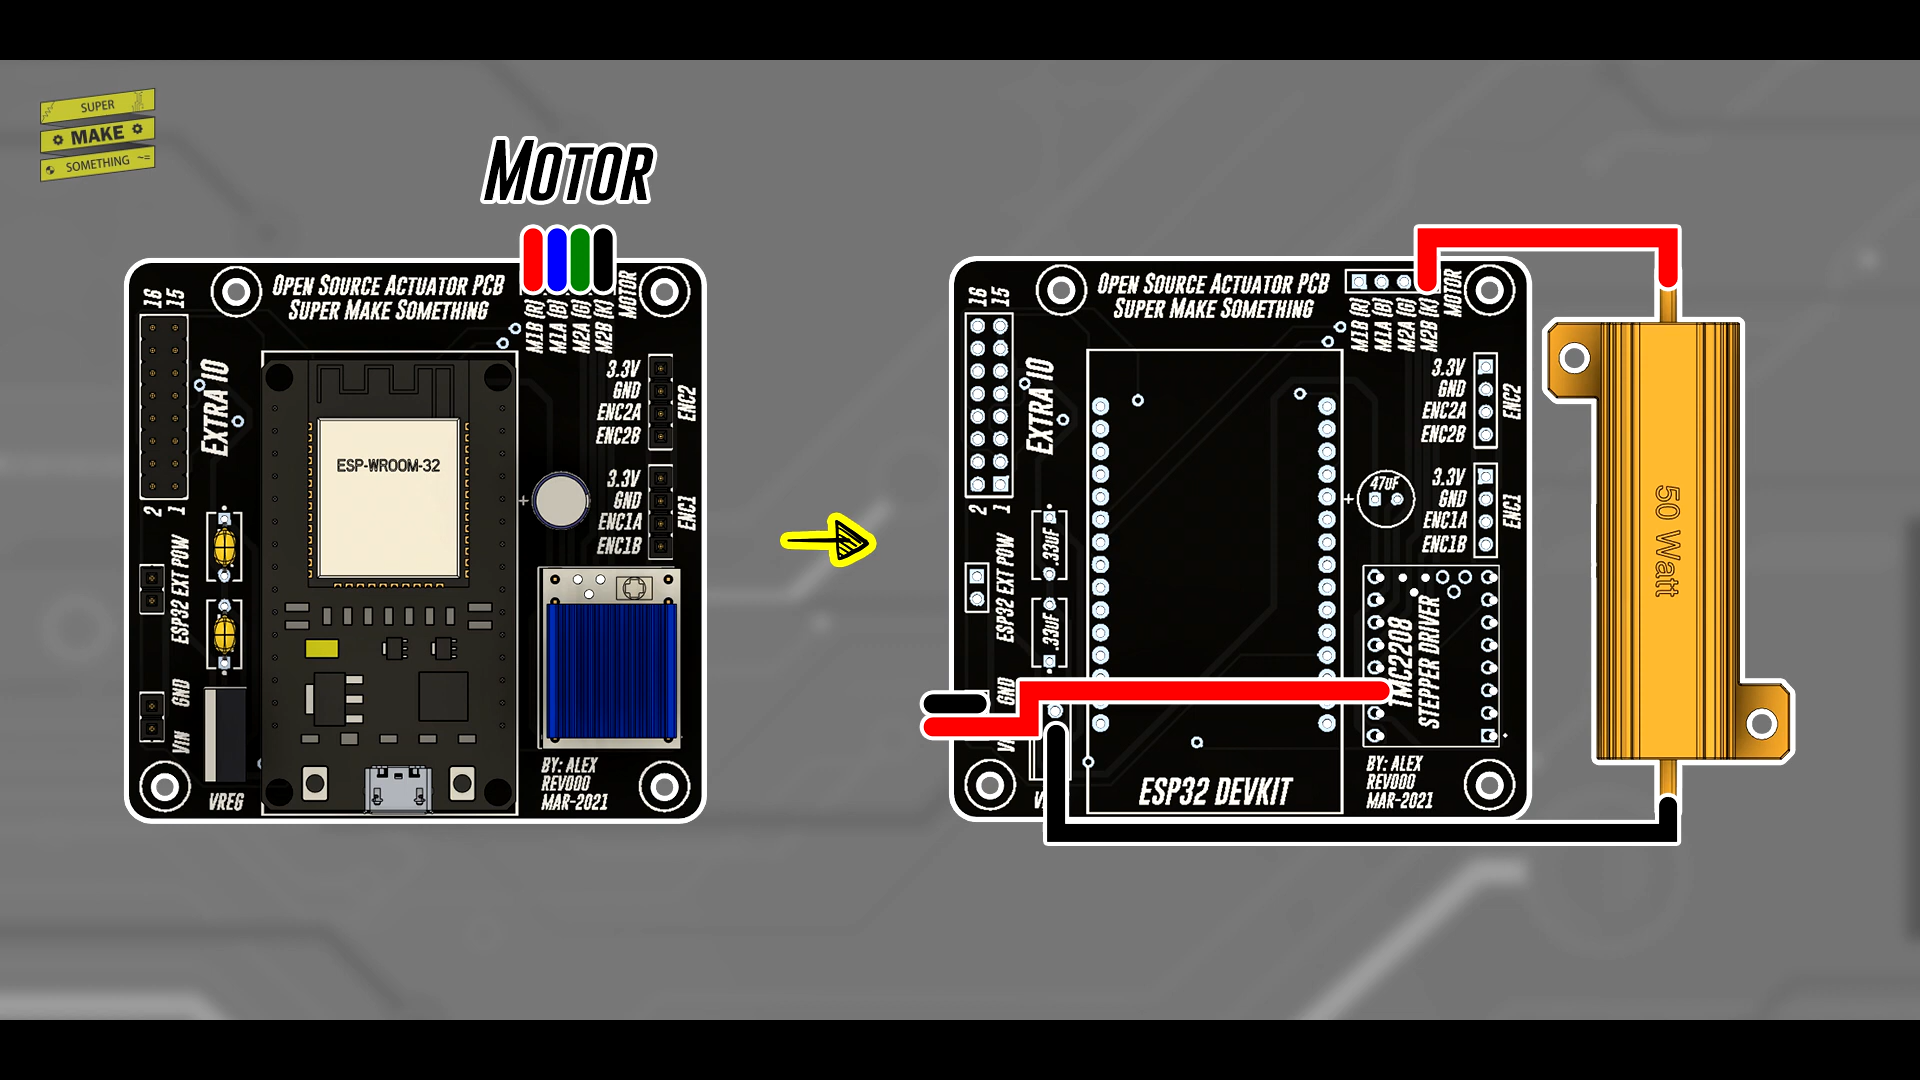 SUPER
MAKE
SOMETHING
MOTOR
OPEN SOURCE ACTUATOR PCB
SUPER MAKE SOMETHING
16
15
M1B (R)
M1A (B)
M2A (G)
M2B (K)
MOTOR
EXTRA IO
2
1
ESP-WROOM-32
3.3V
GND
ENC2A
ENC2B
ENC2
3.3V
GND
ENC1A
ENC1B
ENC1
+
ESP32 EXT POW
GND
VIN
VREG
BY: ALEX
REV000
MAR-2021
OPEN SOURCE ACTUATOR PCB
SUPER MAKE SOMETHING
16
15
M1B (R)
M1A (B)
M2A (G)
M2B (K)
MOTOR
EXTRA IO
2
1
3.3V
GND
ENC2A
ENC2B
ENC2
3.3V
GND
ENC1A
ENC1B
ENC1
+
47uF
.33uF
.33uF
ESP32 EXT POW
GND
TMC2208
STEPPER DRIVER
ESP32 DEVKIT
BY: ALEX
REV000
MAR-2021
50 Watt